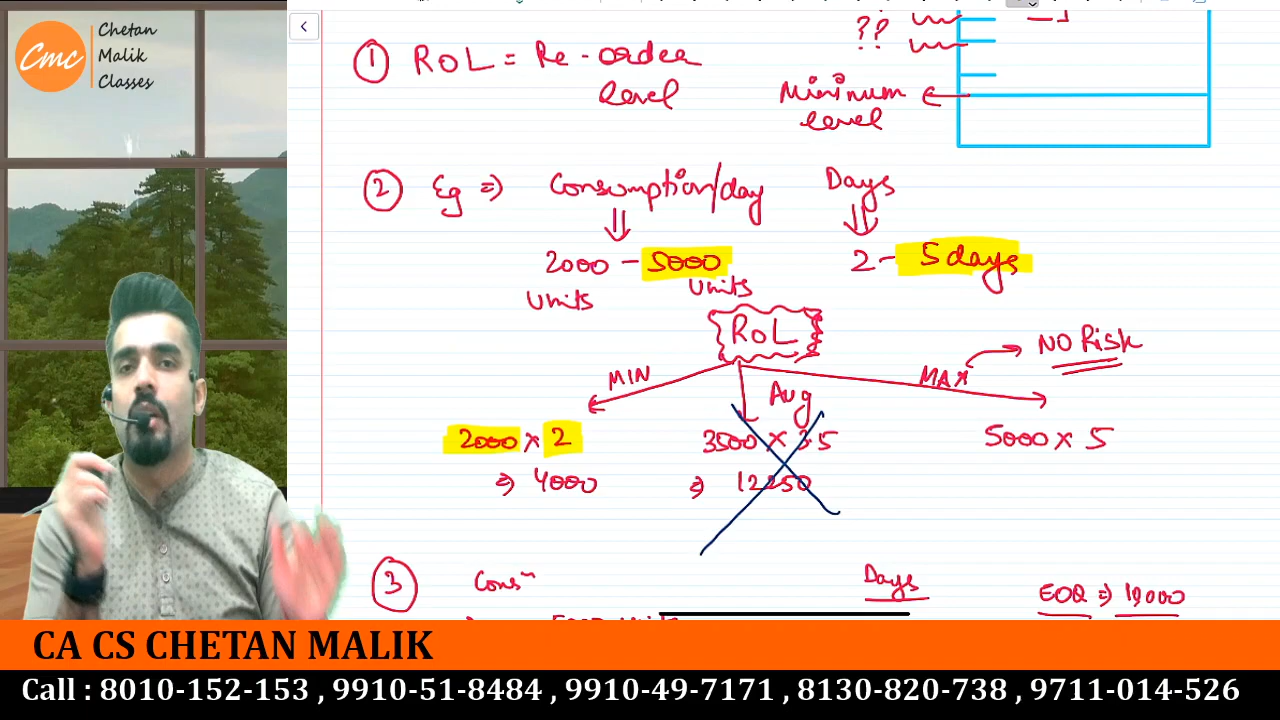 Cmc
Chetan
Malik
Classes
① ROL = Re-order
level
??
??
Minimum
level
② Eg ⇒ Consumption/day Days
2000 - 5000 2 - 5 days
Units Units
ROL
MIN Avg MAX NO Risk
2000 × 2 3500 × 3.5 5000 × 5
⇒ 4000 ⇒ 12250
③ Consⁿ Days EOQ ⇒
CA CS CHETAN MALIK
Call : 8010-152-153 , 9910-51-8484 , 9910-49-7171 , 8130-820-738 , 9711-014-526